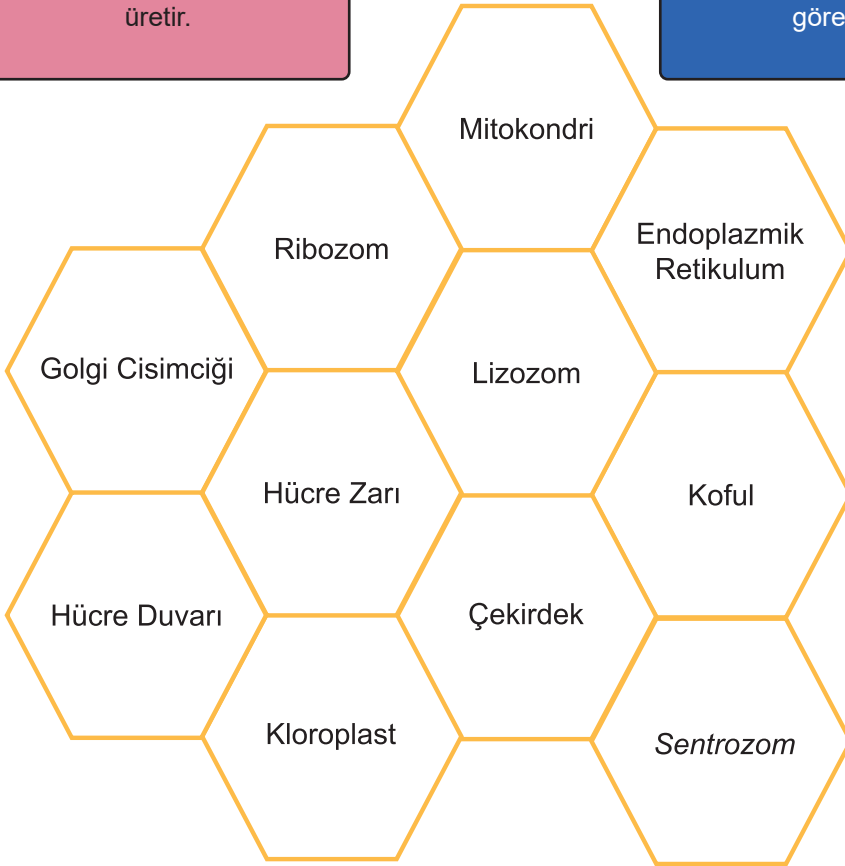 üretir.
göre
Mitokondri
Ribozom
Endoplazmik
Retikulum
Golgi Cisimciği
Lizozom
Hücre Zarı
Koful
Hücre Duvarı
Çekirdek
Kloroplast
Sentrozom